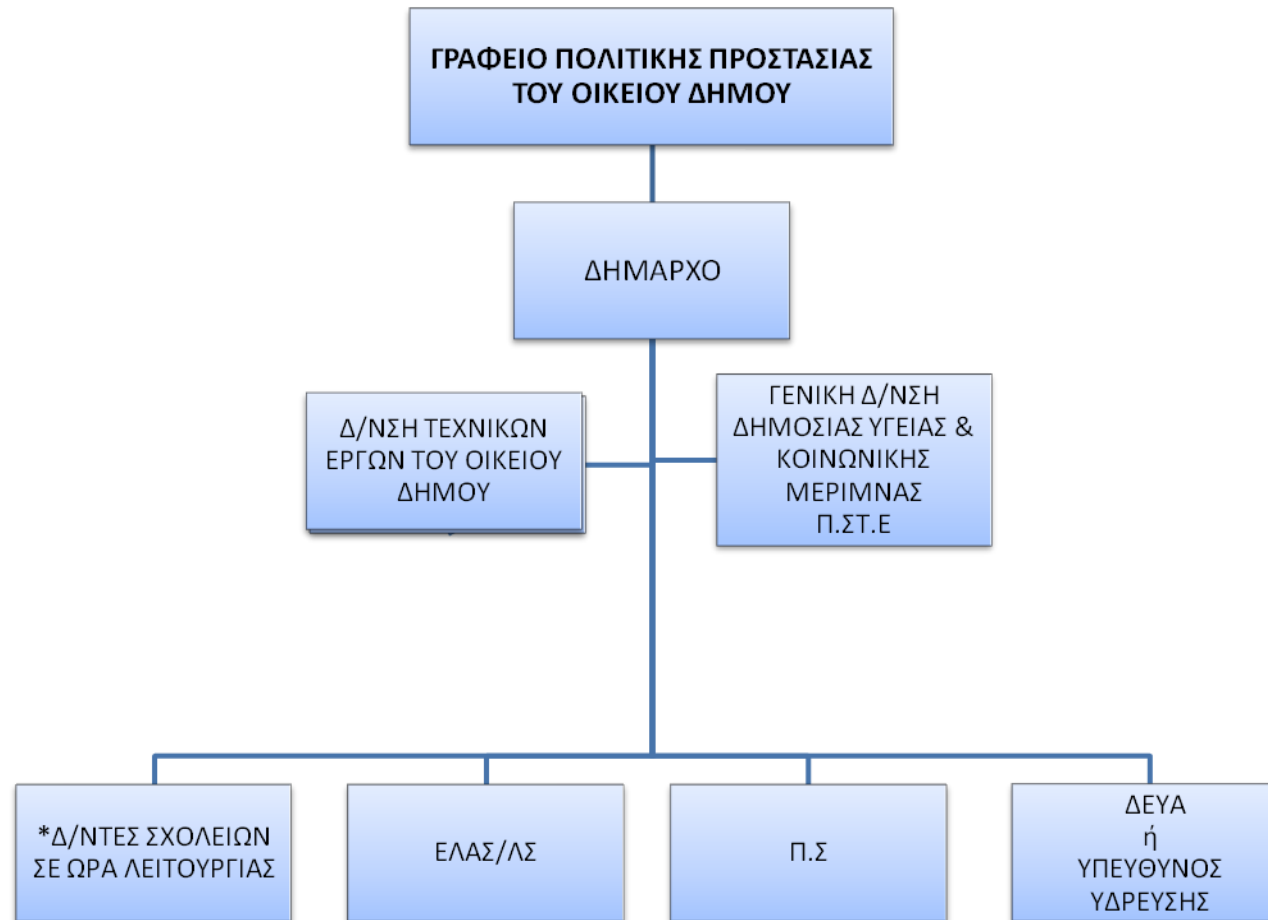 ΓΡΑΦΕΙΟ ΠΟΛΙΤΙΚΗΣ ΠΡΟΣΤΑΣΙΑΣ
ΤΟΥ ΟΙΚΕΙΟΥ ΔΗΜΟΥ
ΔΗΜΑΡΧΟ
Δ/ΝΣΗ ΤΕΧΝΙΚΩΝ
ΕΡΓΩΝ ΤΟΥ ΟΙΚΕΙΟΥ
ΔΗΜΟΥ
ΓΕΝΙΚΗ Δ/ΝΣΗ
ΔΗΜΟΣΙΑΣ ΥΓΕΙΑΣ &
ΚΟΙΝΩΝΙΚΗΣ
ΜΕΡΙΜΝΑΣ
Π.ΣΤ.Ε
*Δ/ΝΤΕΣ ΣΧΟΛΕΙΩΝ
ΣΕ ΩΡΑ ΛΕΙΤΟΥΡΓΙΑΣ
ΕΛΑΣ/ΛΣ
Π.Σ
ΔΕΥΑ
ή
ΥΠΕΥΘΥΝΟΣ
ΥΔΡΕΥΣΗΣ